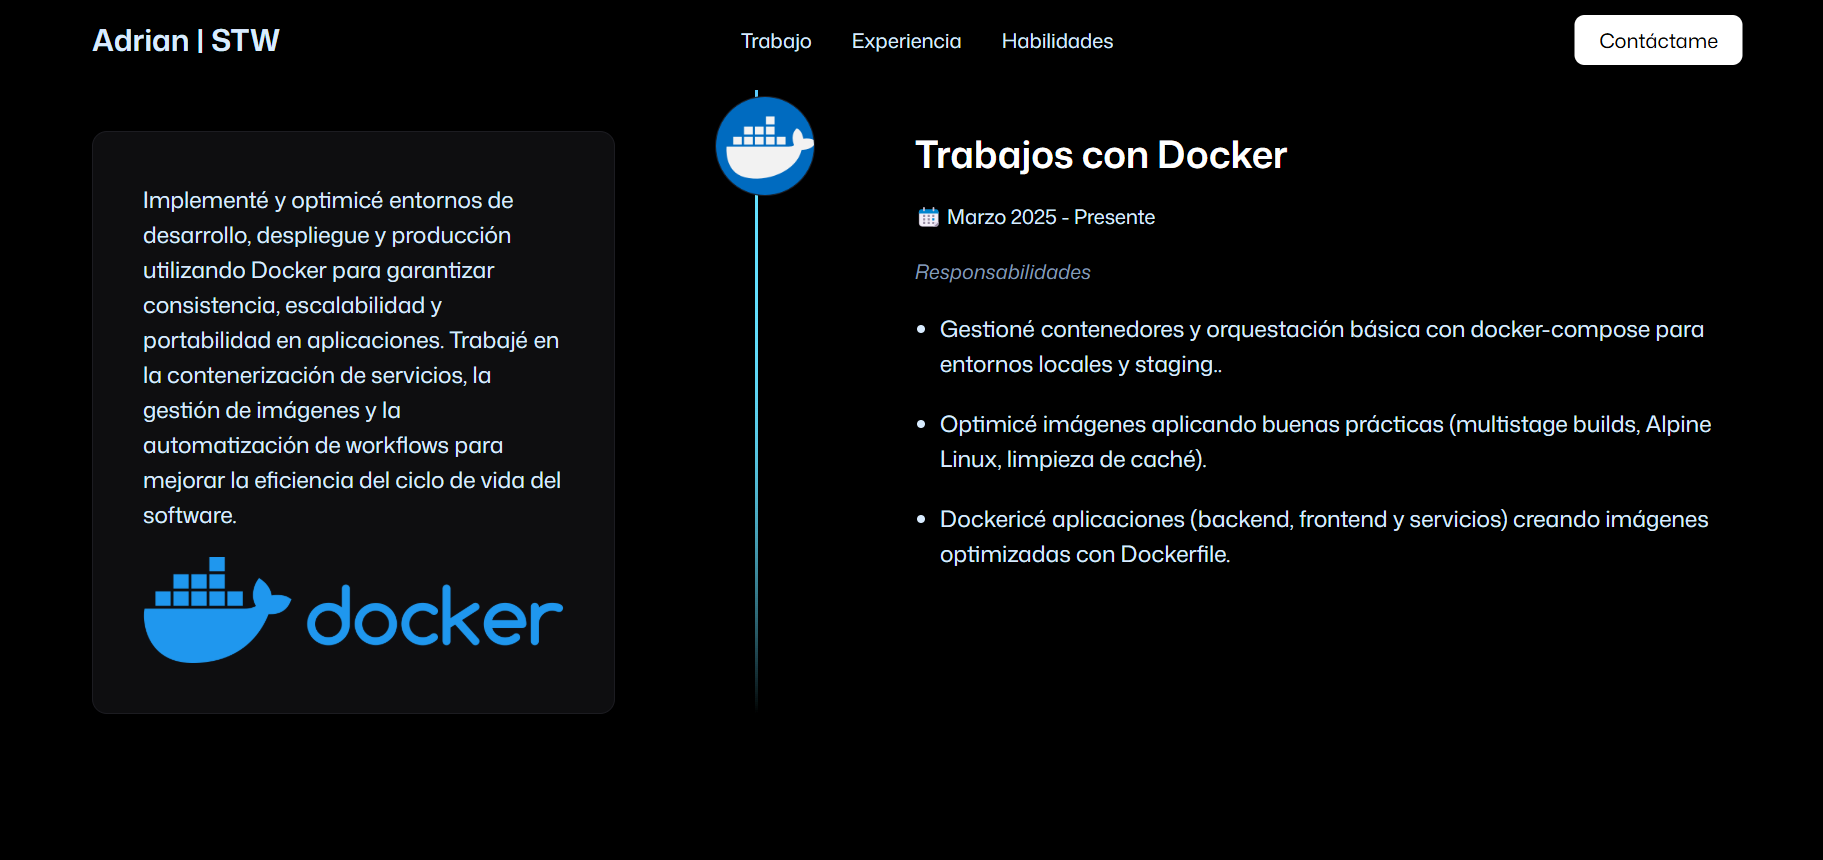 Adrian | STW
Trabajo
Experiencia
Habilidades
Contáctame
Implementé y optimicé entornos de
desarrollo, despliegue y producción
utilizando Docker para garantizar
consistencia, escalabilidad y
portabilidad en aplicaciones. Trabajé en
la contenerización de servicios, la
gestión de imágenes y la
automatización de workflows para
mejorar la eficiencia del ciclo de vida del
software.
docker
Trabajos con Docker
Marzo 2025 - Presente
Responsabilidades
Gestioné contenedores y orquestación básica con docker-compose para
entornos locales y staging..
Optimicé imágenes aplicando buenas prácticas (multistage builds, Alpine
Linux, limpieza de caché).
Dockericé aplicaciones (backend, frontend y servicios) creando imágenes
optimizadas con Dockerfile.